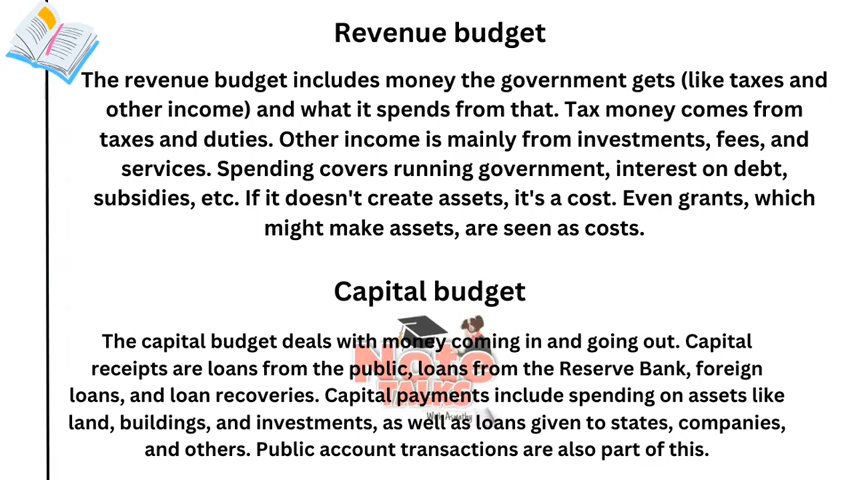 Revenue budget
The revenue budget includes money the government gets (like taxes and
other income) and what it spends from that. Tax money comes from
taxes and duties. Other income is mainly from investments, fees, and
services. Spending covers running government, interest on debt,
subsidies, etc. If it doesn't create assets, it's a cost. Even grants, which
might make assets, are seen as costs.
Capital budget
The capital budget deals with money coming in and going out. Capital
receipts are loans from the public, loans from the Reserve Bank, foreign
loans, and loan recoveries. Capital payments include spending on assets like
land, buildings, and investments, as well as loans given to states, companies,
and others. Public account transactions are also part of this.
Note
TALKS
With